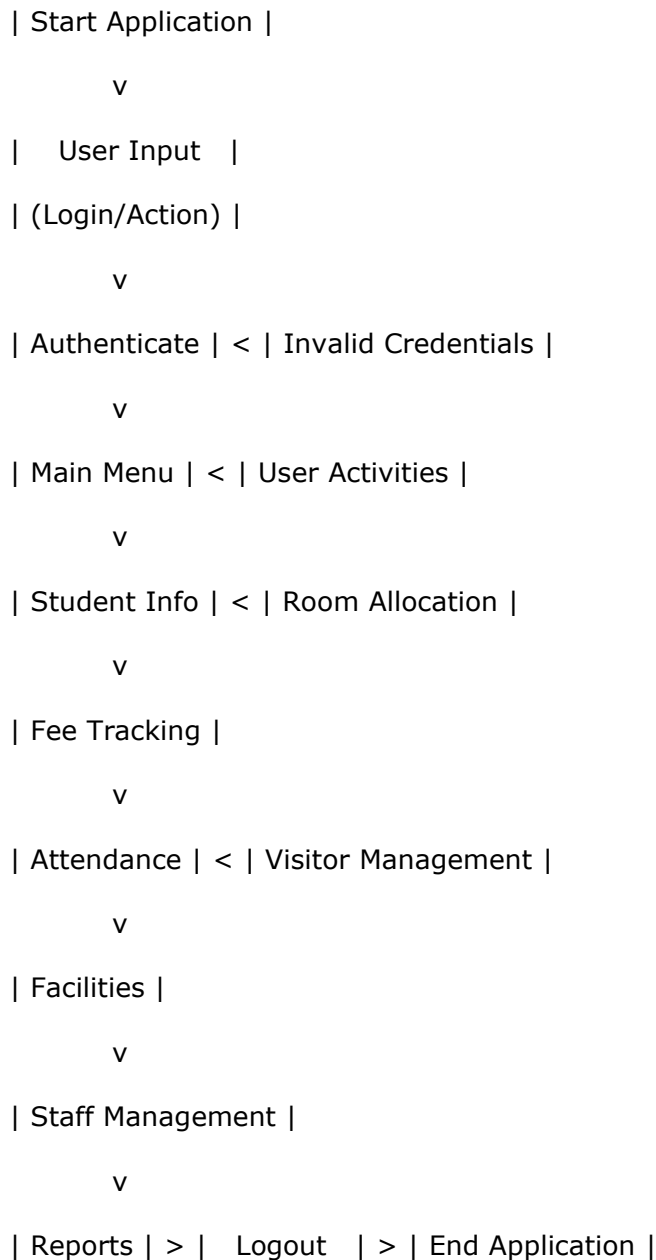 | Start Application |
v
|    User Input   |
| (Login/Action) |
v
| Authenticate | < | Invalid Credentials |
v
| Main Menu | < | User Activities |
v
| Student Info | < | Room Allocation |
v
| Fee Tracking |
v
| Attendance | < | Visitor Management |
v
| Facilities |
v
| Staff Management |
v
| Reports | > |   Logout   | > | End Application |